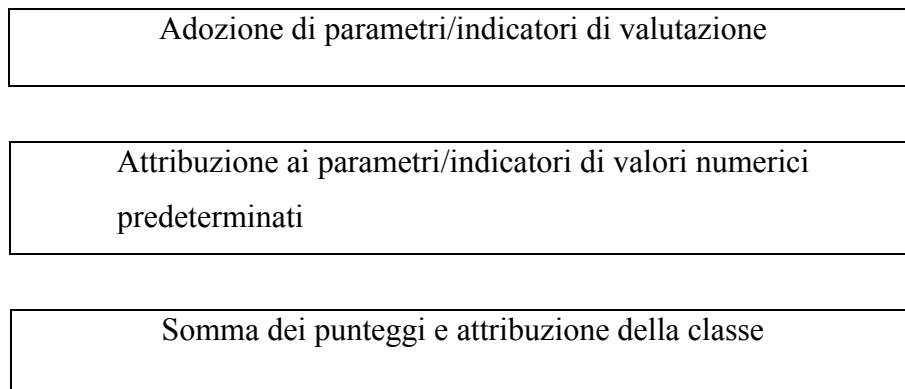 Adozione di parametri/indicatori di valutazione
Attribuzione ai parametri/indicatori di valori numerici
predeterminati
Somma dei punteggi e attribuzione della classe